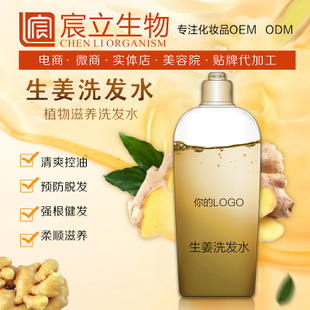 宸立生物
CHEN LI ORGANISM
专注化妆品OEM ODM
电商·微商·实体店·美容院·贴牌代加工
生姜洗发水
植物滋养洗发水
清爽控油
预防脱发
强根健发
柔顺滋养
你的LOGO
生姜洗发水